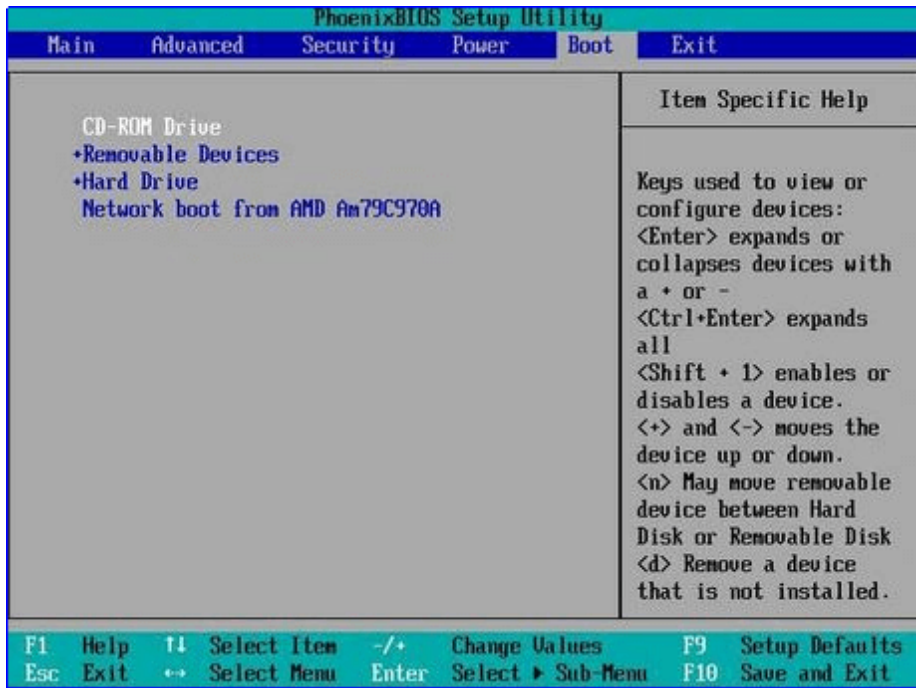 PhoenixBIOS Setup Utility
Main Advanced Security Power Boot Exit
CD-ROM Drive
+Removable Devices
+Hard Drive
Network boot from AMD Am79C970A
Item Specific Help
Keys used to view or
configure devices:
<Enter> expands or
collapses devices with
a + or -
<Ctrl+Enter> expands
all
<Shift + 1> enables or
disables a device.
<+> and <-> moves the
device up or down.
<n> May move removable
device between Hard
Disk or Removable Disk
<d> Remove a device
that is not installed.
F1 Help ↑↓ Select Item -/+ Change Values F9 Setup Defaults
Esc Exit ↔ Select Menu Enter Select ▶ Sub-Menu F10 Save and Exit